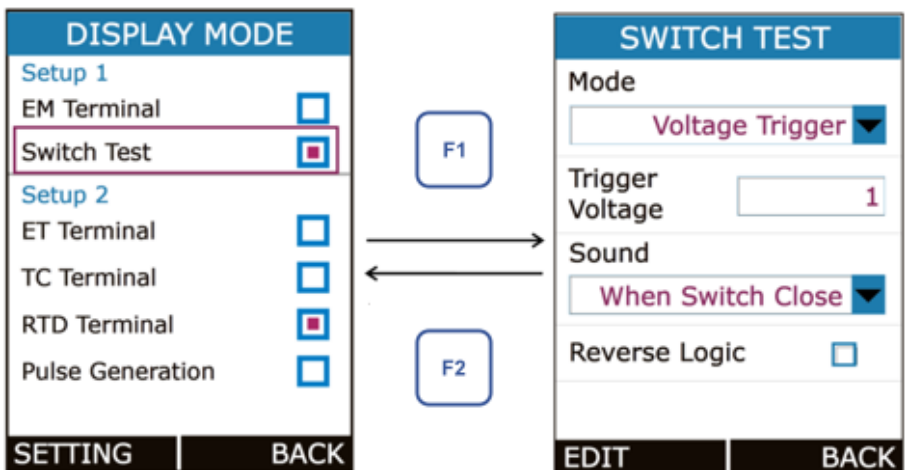 DISPLAY MODE
Setup 1
EM Terminal
Switch Test
Setup 2
ET Terminal
TC Terminal
RTD Terminal
Pulse Generation
SETTING BACK
F1
F2
SWITCH TEST
Mode
Voltage Trigger
Trigger
Voltage
1
Sound
When Switch Close
Reverse Logic
EDIT BACK